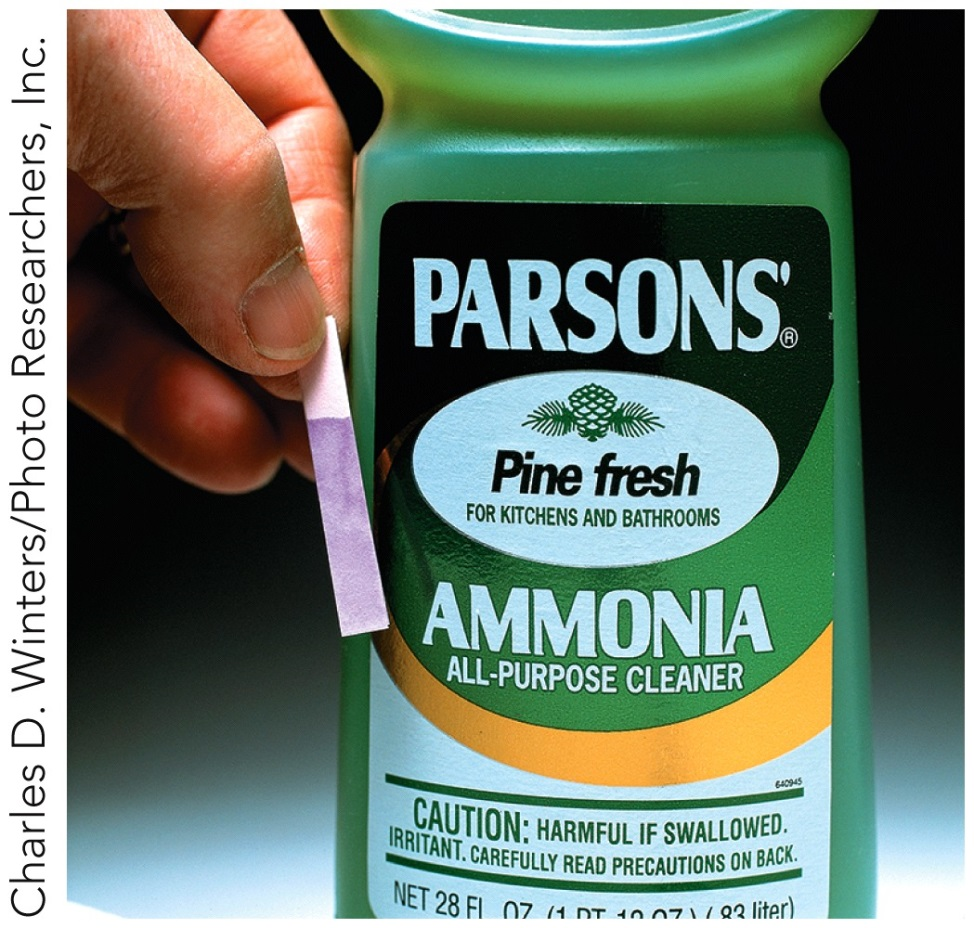 Charles D. Winters/Photo Researchers, Inc.
PARSONS'®
Pine fresh
FOR KITCHENS AND BATHROOMS
AMMONIA
ALL-PURPOSE CLEANER
640945
CAUTION: HARMFUL IF SWALLOWED.
IRRITANT. CAREFULLY READ PRECAUTIONS ON BACK.
NET 28 FL. OZ. (1 PT. 12 OZ.) (.83 liter)